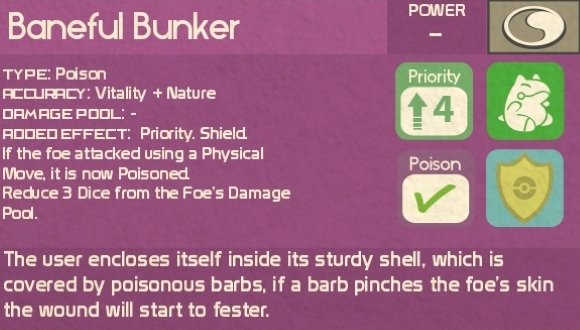 Baneful Bunker
POWER
–
TYPE: Poison
ACCURACY: Vitality + Nature
DAMAGE POOL: -
ADDED EFFECT: Priority. Shield.
If the foe attacked using a Physical
Move, it is now Poisoned.
Reduce 3 Dice from the Foe's Damage
Pool.
Priority
4
Poison
The user encloses itself inside its sturdy shell, which is
covered by poisonous barbs, if a barb pinches the foe's skin
the wound will start to fester.